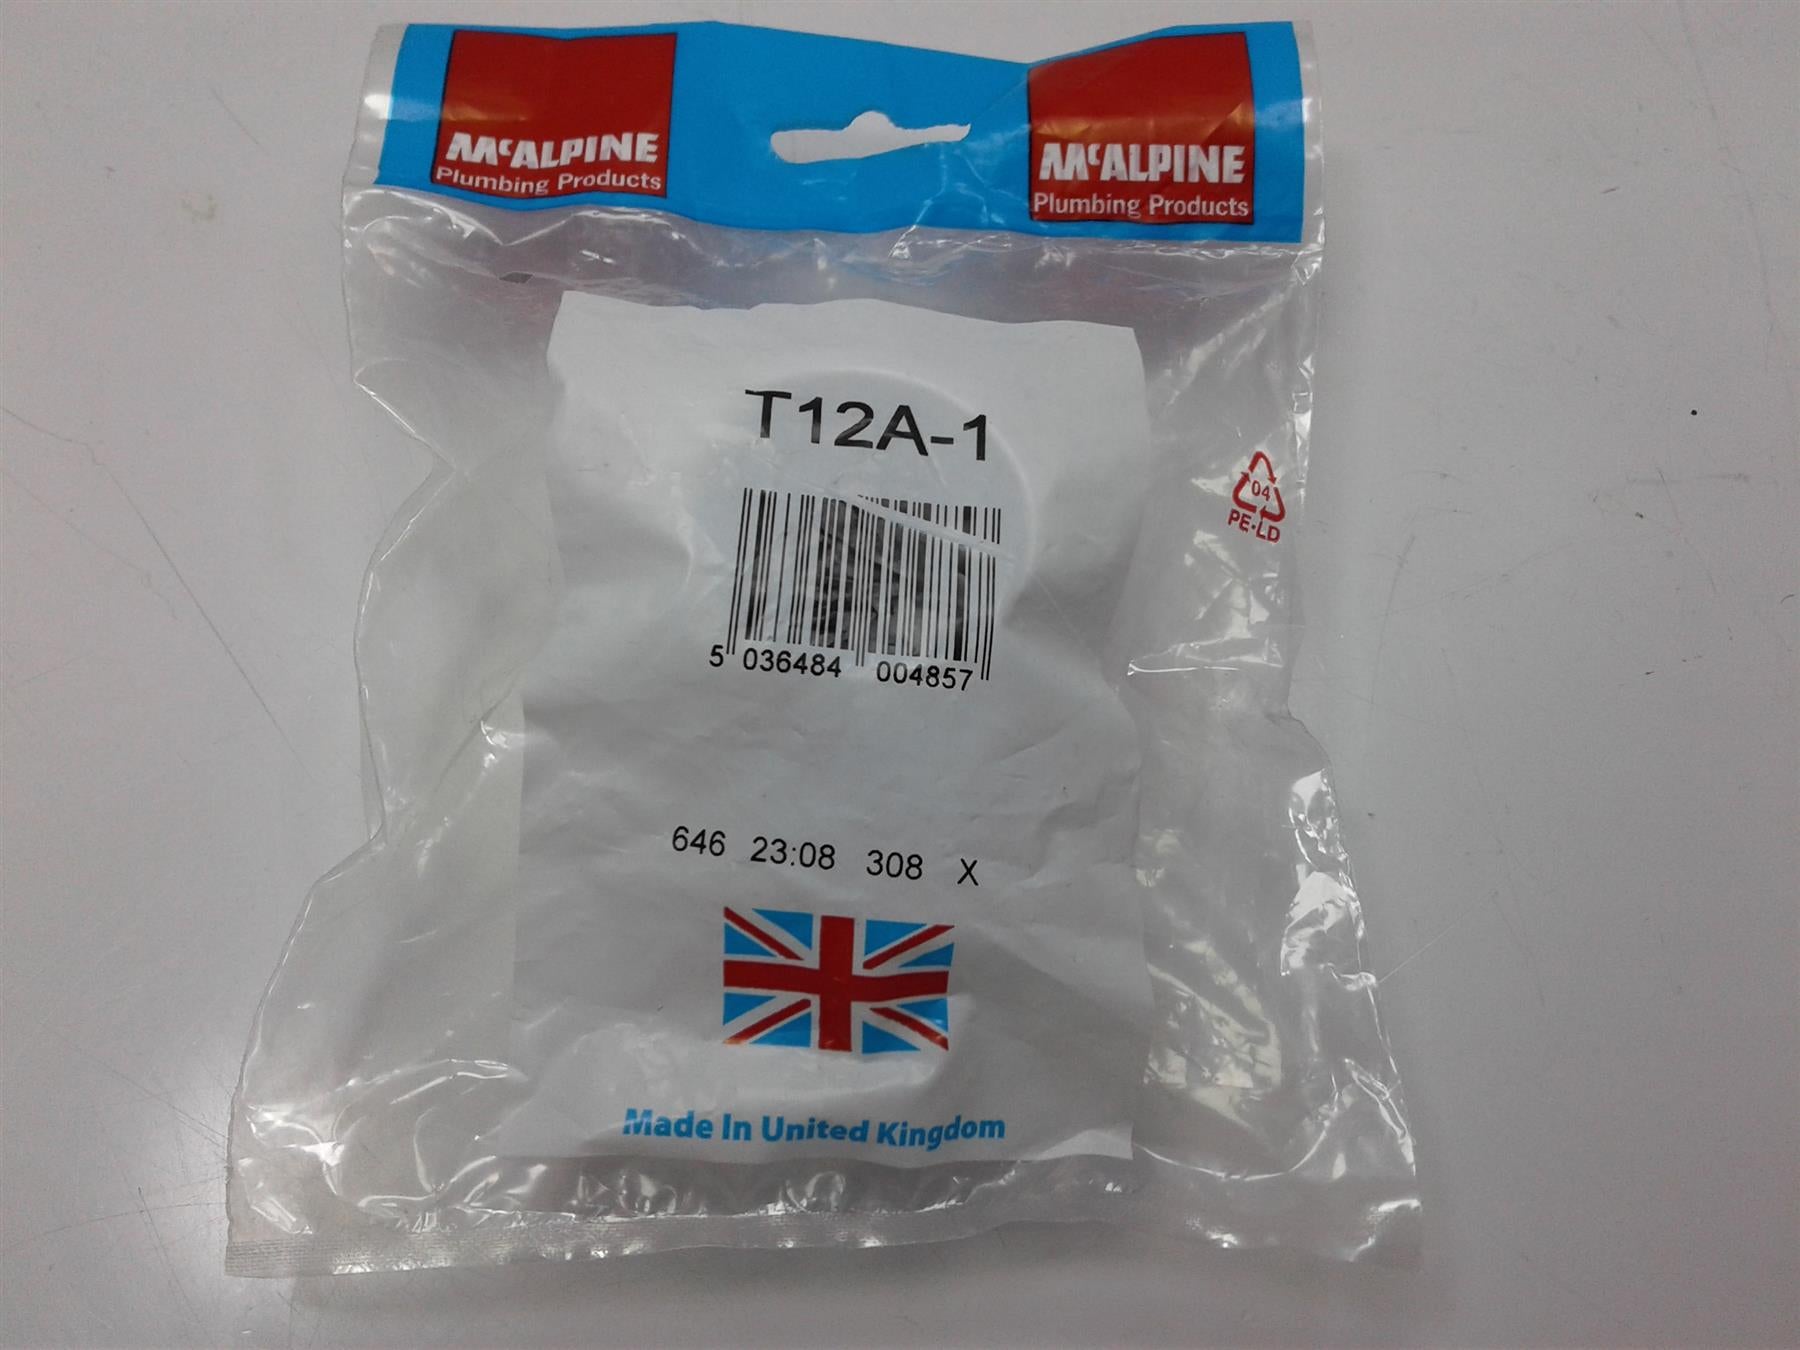 McALPINE
Plumbing Products
McALPINE
Plumbing Products
T12A-1
5 036484 004857
04
PE-LD
646 23:08 308 X
Made In United Kingdom